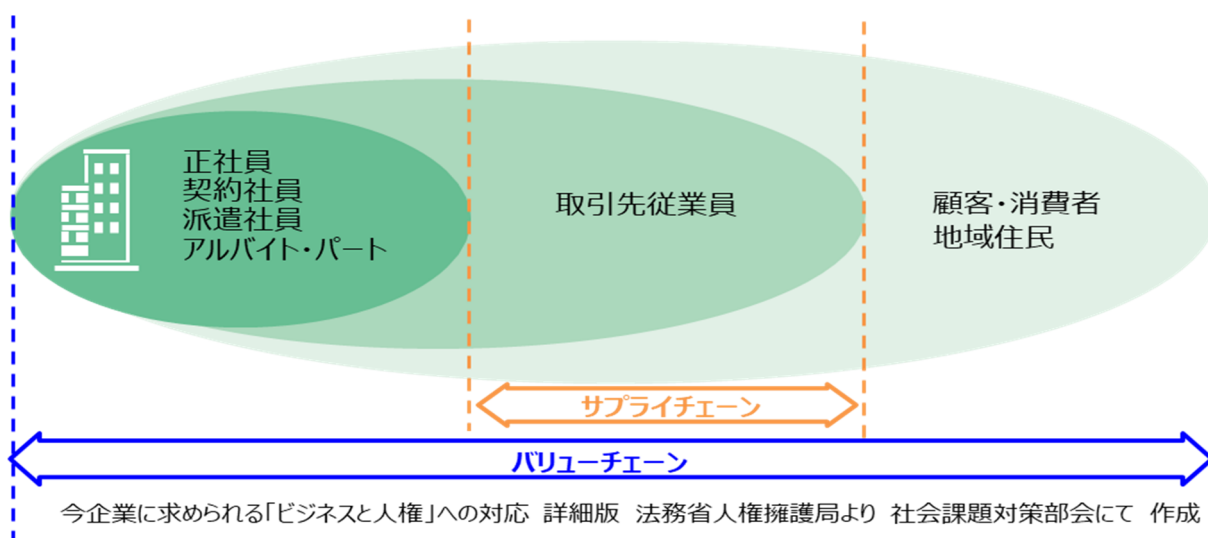 正社員
契約社員
派遣社員
アルバイト・パート
取引先従業員
顧客・消費者
地域住民
サプライチェーン
バリューチェーン
今企業に求められる「ビジネスと人権」への対応 詳細版 法務省人権擁護局より 社会課題対策部会にて 作成